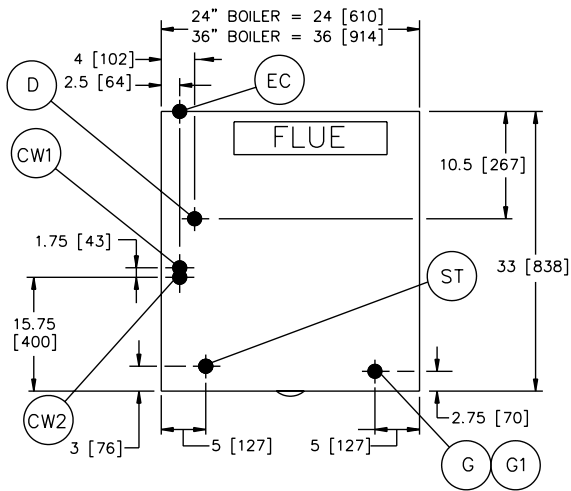 24” BOILER = 24 [610]
36” BOILER = 36 [914]
4 [102]
2.5 [64]
EC
D
FLUE
CW1
10.5 [267]
1.75 [43]
33 [838]
ST
15.75
[400]
CW2
2.75 [70]
3 [76]
5 [127]
5 [127]
G
G1